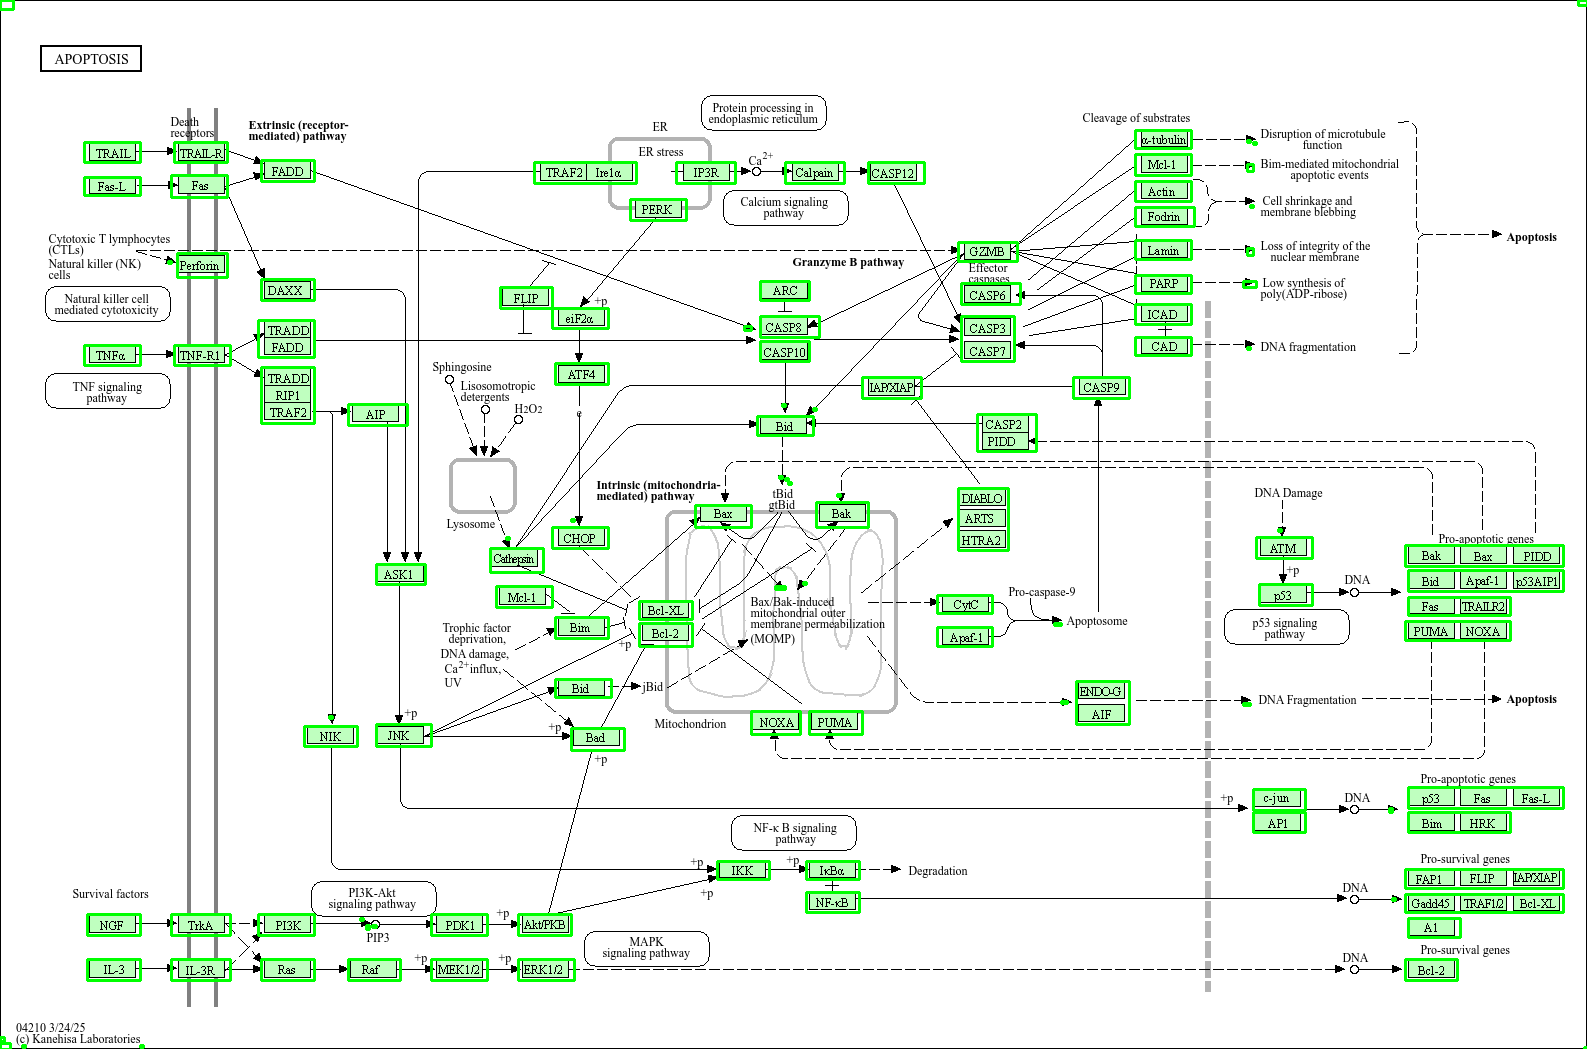 APOPTOSIS
Death
receptors
Extrinsic (receptor-
mediated) pathway
TRAIL
TRAIL-R
Fas-L
Fas
FADD
Cytotoxic T lymphocytes
(CTLs)
Natural killer (NK)
cells
Perforin
DAXX
Natural killer cell
mediated cytotoxicity
TNFα
TNF-R1
TRADD
FADD
TRADD
RIP1
TRAF2
AIP
TNF signaling
pathway
ER
ER stress
TRAF2
Ire1α
IP3R
PERK
Protein processing in
endoplasmic reticulum
Ca2+
Calpain
CASP12
Calcium signaling
pathway
FLIP
+p
eiF2α
ATF4
e
CHOP
Sphingosine
Lisosomotropic
detergents
H2O2
Lysosome
Cathepsin
Granzyme B pathway
GZMB
Effector
caspases
CASP6
CASP3
CASP7
ARC
CASP8
CASP10
IAP/XIAP
CASP9
Bid
CASP2
PIDD
Cleavage of substrates
α-tubulin
Mcl-1
Actin
Fodrin
Lamin
PARP
ICAD
CAD
Disruption of microtubule
function
Bim-mediated mitochondrial
apoptotic events
Cell shrinkage and
membrane blebbing
Loss of integrity of the
nuclear membrane
Low synthesis of
poly(ADP-ribose)
DNA fragmentation
Apoptosis
Intrinsic (mitochondria-
mediated) pathway
tBid
gtBid
Bax
Bak
DIABLO
ARTS
HTRA2
ASK1
Mcl-1
Bim
Bcl-XL
Bcl-2
+p
Trophic factor
deprivation,
DNA damage,
Ca2+influx,
UV
Bid
jBid
Bax/Bak-induced
mitochondrial outer
membrane permeabilization
(MOMP)
CytC
Apaf-1
Pro-caspase-9
Apoptosome
Mitochondrion
NOXA
PUMA
ENDO-G
AIF
DNA Damage
ATM
+p
p53
DNA
p53 signaling
pathway
Pro-apoptotic genes
Bak
Bax
PIDD
Bid
Apaf-1
p53AIP1
Fas
TRAILR2
PUMA
NOXA
DNA Fragmentation
Apoptosis
NIK
+p
JNK
+p
Bad
+p
+p
c-jun
AP1
DNA
Pro-apoptotic genes
p53
Fas
Fas-L
Bim
HRK
NF-κ B signaling
pathway
+p
IKK
+p
IκBα
NF-κB
Degradation
+p
DNA
Pro-survival genes
FAP1
FLIP
IAP/XIAP
Gadd45
TRAF1/2
Bcl-XL
A1
Pro-survival genes
Bcl-2
DNA
Survival factors
NGF
TrkA
PI3K
PI3K-Akt
signaling pathway
PIP3
PDK1
+p
Akt/PKB
IL-3
IL-3R
Ras
Raf
+p
MEK1/2
+p
ERK1/2
MAPK
signaling pathway
04210 3/24/25
(c) Kanehisa Laboratories